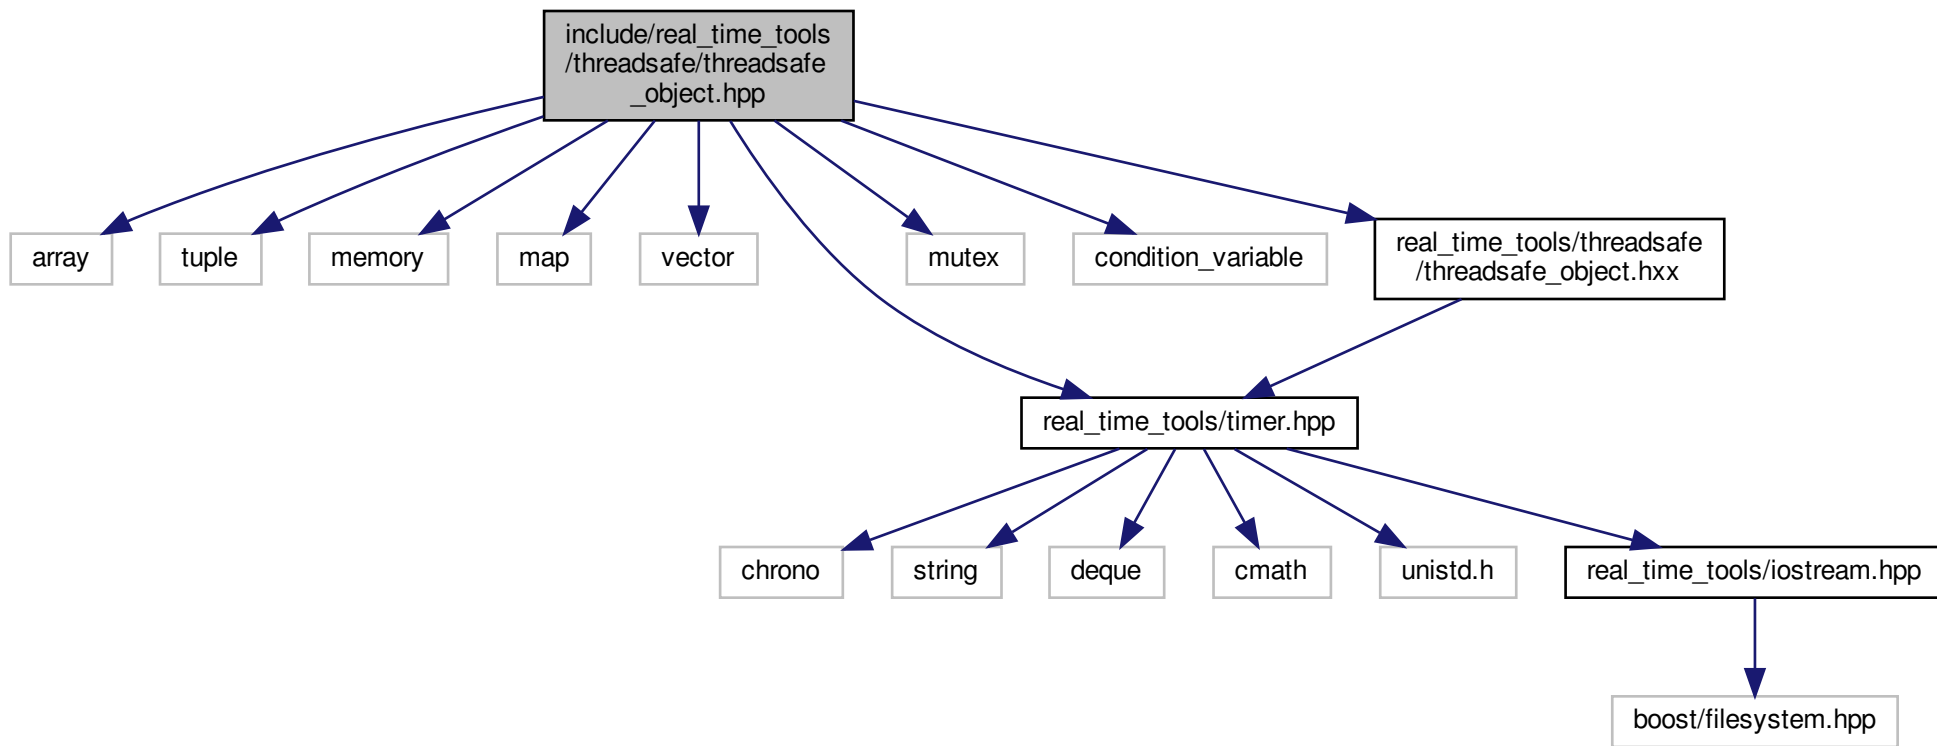 include/real_time_tools
/threadsafe/threadsafe
_object.hpp
array
tuple
memory
map
vector
mutex
condition_variable
real_time_tools/threadsafe
/threadsafe_object.hxx
real_time_tools/timer.hpp
chrono
string
deque
cmath
unistd.h
real_time_tools/iostream.hpp
boost/filesystem.hpp